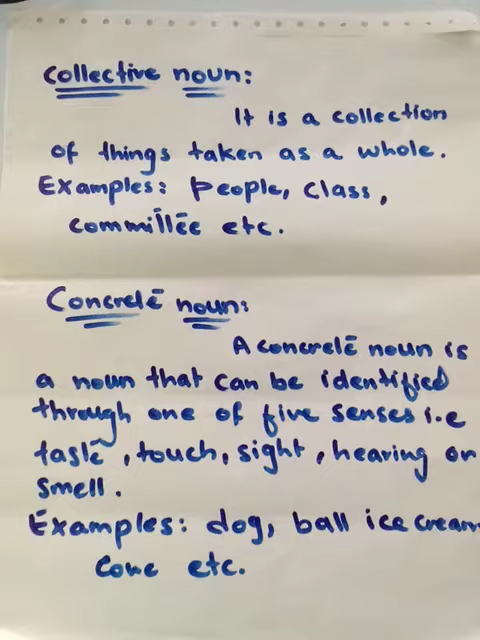 Collective noun:
It is a collection
of things taken as a whole.
Examples: People, class,
committee etc.
Concrete noun:
A concrete noun is
a noun that can be identified
through one of five senses i.e
taste, touch, sight, hearing or
smell.
Examples: dog, ball ice cream
cone etc.